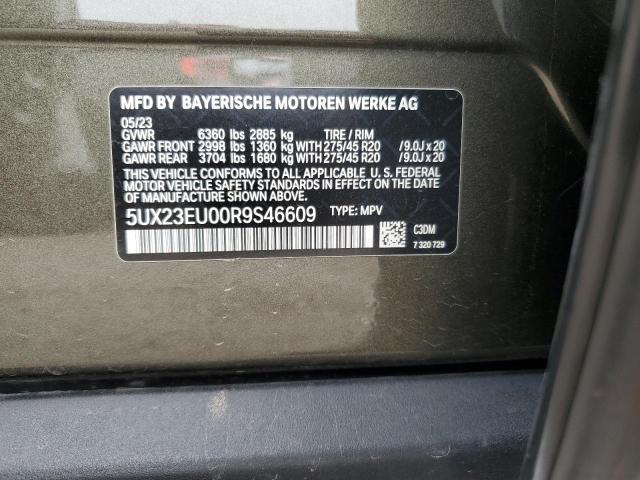 MFD BY BAYERISCHE MOTOREN WERKE AG
05/23
GVWR 6360 lbs 2885 kg TIRE / RIM
GAWR FRONT 2998 lbs 1360 kg WITH 275/45 R20 / 9.0J x 20
GAWR REAR 3704 lbs 1680 kg WITH 275/45 R20 / 9.0J x 20
THIS VEHICLE CONFORMS TO ALL APPLICABLE U. S. FEDERAL
MOTOR VEHICLE SAFETY STANDARDS IN EFFECT
ON THE DATE OF MANUFACTURE SHOWN ABOVE.
5UX23EU00R9S46609 TYPE: MPV
C3DM
7 320 729